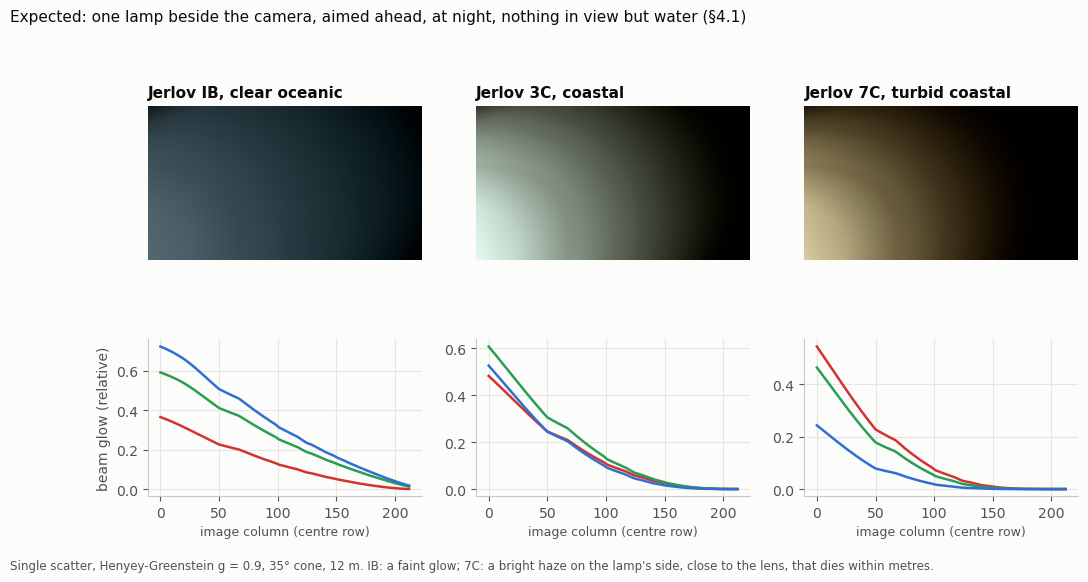 Expected: one lamp beside the camera, aimed ahead, at night, nothing in view but water (§4.1)
Jerlov IB, clear oceanic
Jerlov 3C, coastal
Jerlov 7C, turbid coastal
beam glow (relative)
0.6
0.4
0.2
0.0
0 50 100 150 200
image column (centre row)
0.6
0.4
0.2
0.0
0 50 100 150 200
image column (centre row)
0.4
0.2
0.0
0 50 100 150 200
image column (centre row)
Single scatter, Henyey-Greenstein g = 0.9, 35° cone, 12 m. IB: a faint glow; 7C: a bright haze on the lamp's side, close to the lens, that dies within metres.